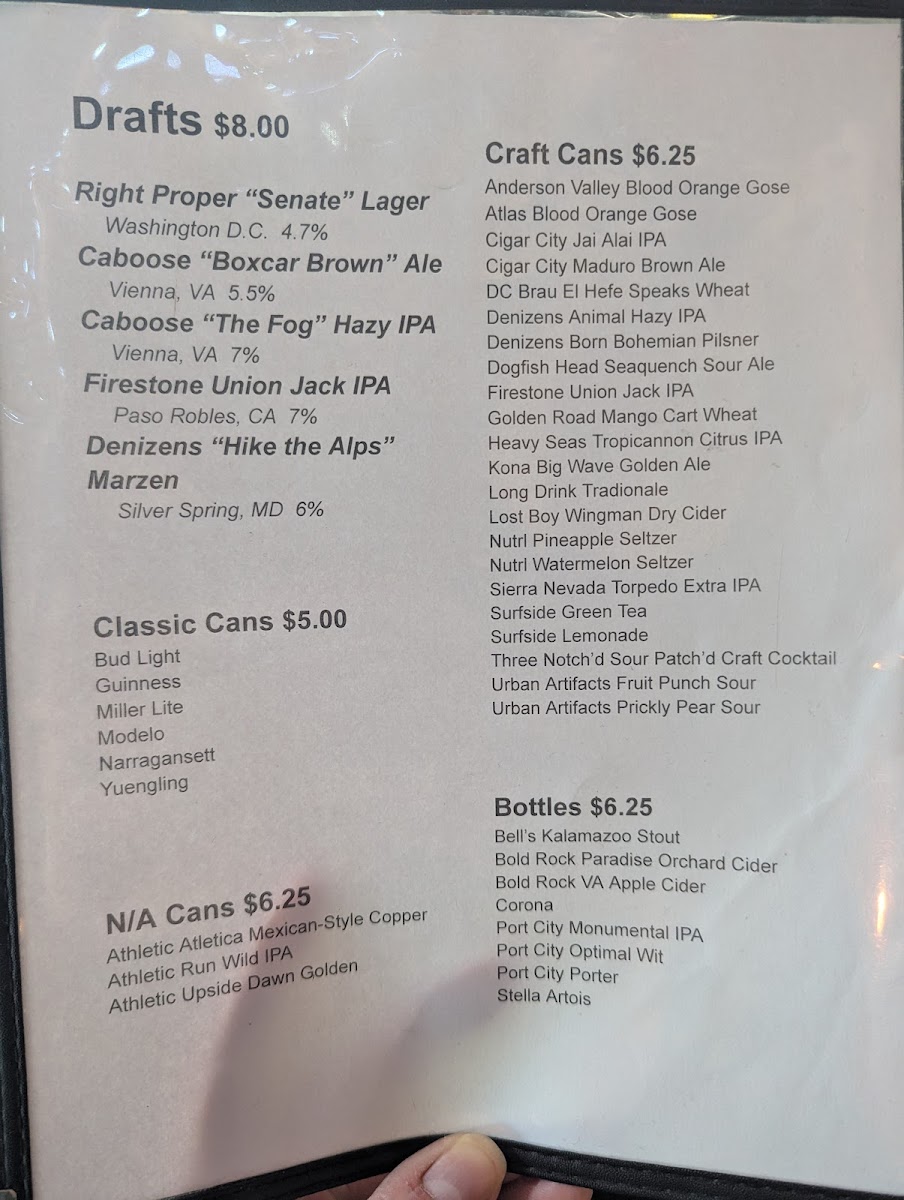 Drafts $8.00
Right Proper “Senate” Lager
Washington D.C. 4.7%
Caboose “Boxcar Brown” Ale
Vienna, VA 5.5%
Caboose “The Fog” Hazy IPA
Vienna, VA 7%
Firestone Union Jack IPA
Paso Robles, CA 7%
Denizens “Hike the Alps”
Marzen
Silver Spring, MD 6%
Classic Cans $5.00
Bud Light
Guinness
Miller Lite
Modelo
Narragansett
Yuengling
N/A Cans $6.25
Athletic Atletica Mexican-Style Copper
Athletic Run Wild IPA
Athletic Upside Dawn Golden
Craft Cans $6.25
Anderson Valley Blood Orange Gose
Atlas Blood Orange Gose
Cigar City Jai Alai IPA
Cigar City Maduro Brown Ale
DC Brau El Hefe Speaks Wheat
Denizens Animal Hazy IPA
Denizens Born Bohemian Pilsner
Dogfish Head Seaquench Sour Ale
Firestone Union Jack IPA
Golden Road Mango Cart Wheat
Heavy Seas Tropicannon Citrus IPA
Kona Big Wave Golden Ale
Long Drink Tradionale
Lost Boy Wingman Dry Cider
Nutrl Pineapple Seltzer
Nutrl Watermelon Seltzer
Sierra Nevada Torpedo Extra IPA
Surfside Green Tea
Surfside Lemonade
Three Notch’d Sour Patch’d Craft Cocktail
Urban Artifacts Fruit Punch Sour
Urban Artifacts Prickly Pear Sour
Bottles $6.25
Bell’s Kalamazoo Stout
Bold Rock Paradise Orchard Cider
Bold Rock VA Apple Cider
Corona
Port City Monumental IPA
Port City Optimal Wit
Port City Porter
Stella Artois